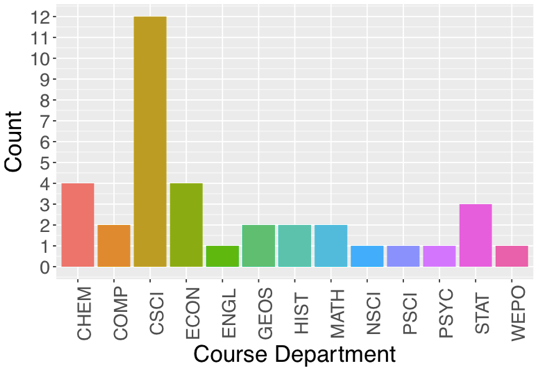 Count
12
11
10
9
8
7
6
5
4
3
2
1
0
CHEM
COMP
CSCI
ECON
ENGL
GEOS
HIST
MATH
NSCI
PSCI
PSYC
STAT
WEPO
Course Department